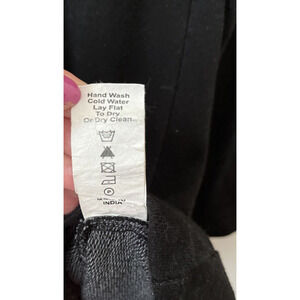 Hand Wash
Cold Water
Lay Flat
To Dry
Or Dry Clean
INDIA